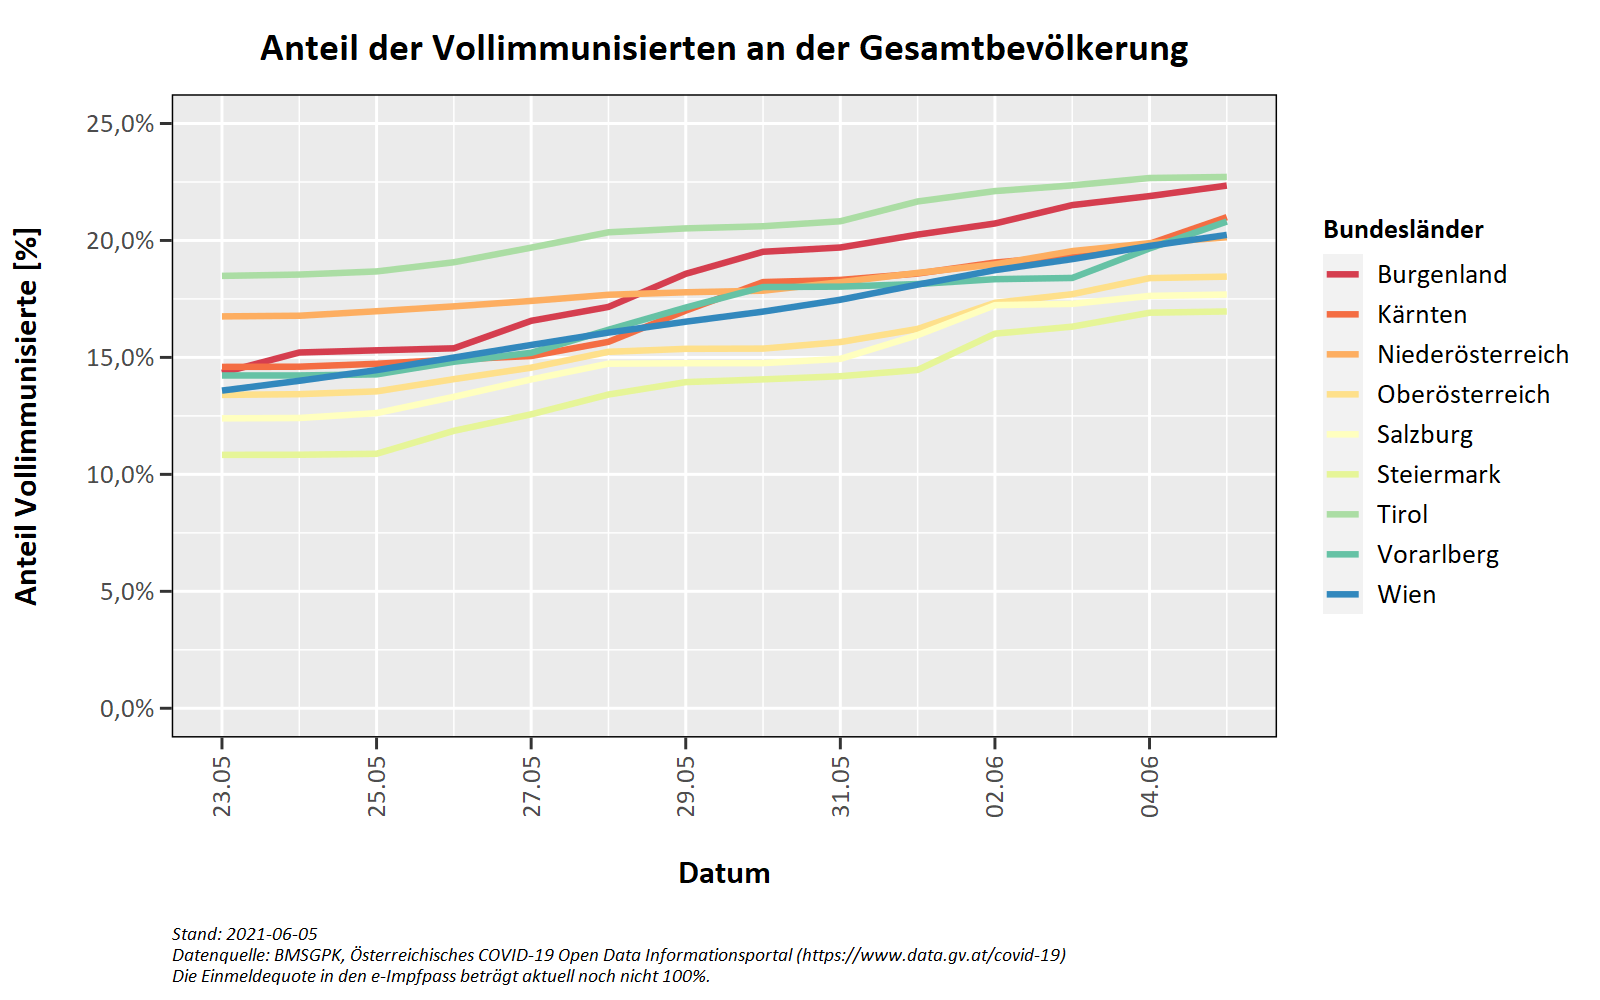 Anteil der Vollimmunisierten an der Gesamtbevölkerung
Anteil Vollimmunisierte [%]
25,0%
20,0%
15,0%
10,0%
5,0%
0,0%
23.05
25.05
27.05
29.05
31.05
02.06
04.06
Datum
Bundesländer
Burgenland
Kärnten
Niederösterreich
Oberösterreich
Salzburg
Steiermark
Tirol
Vorarlberg
Wien
Stand: 2021-06-05
Datenquelle: BMSGPK, Österreichisches COVID-19 Open Data Informationsportal (https://www.data.gv.at/covid-19)
Die Einmeldequote in den e-Impfpass beträgt aktuell noch nicht 100%.